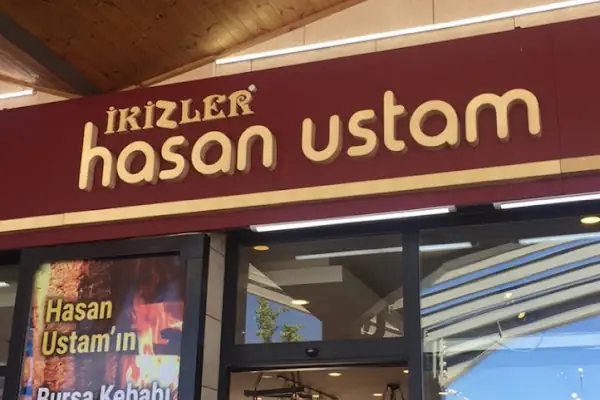 İKİZLER
hasan ustam
Hasan
Ustam'ın
Bursa Kebabı